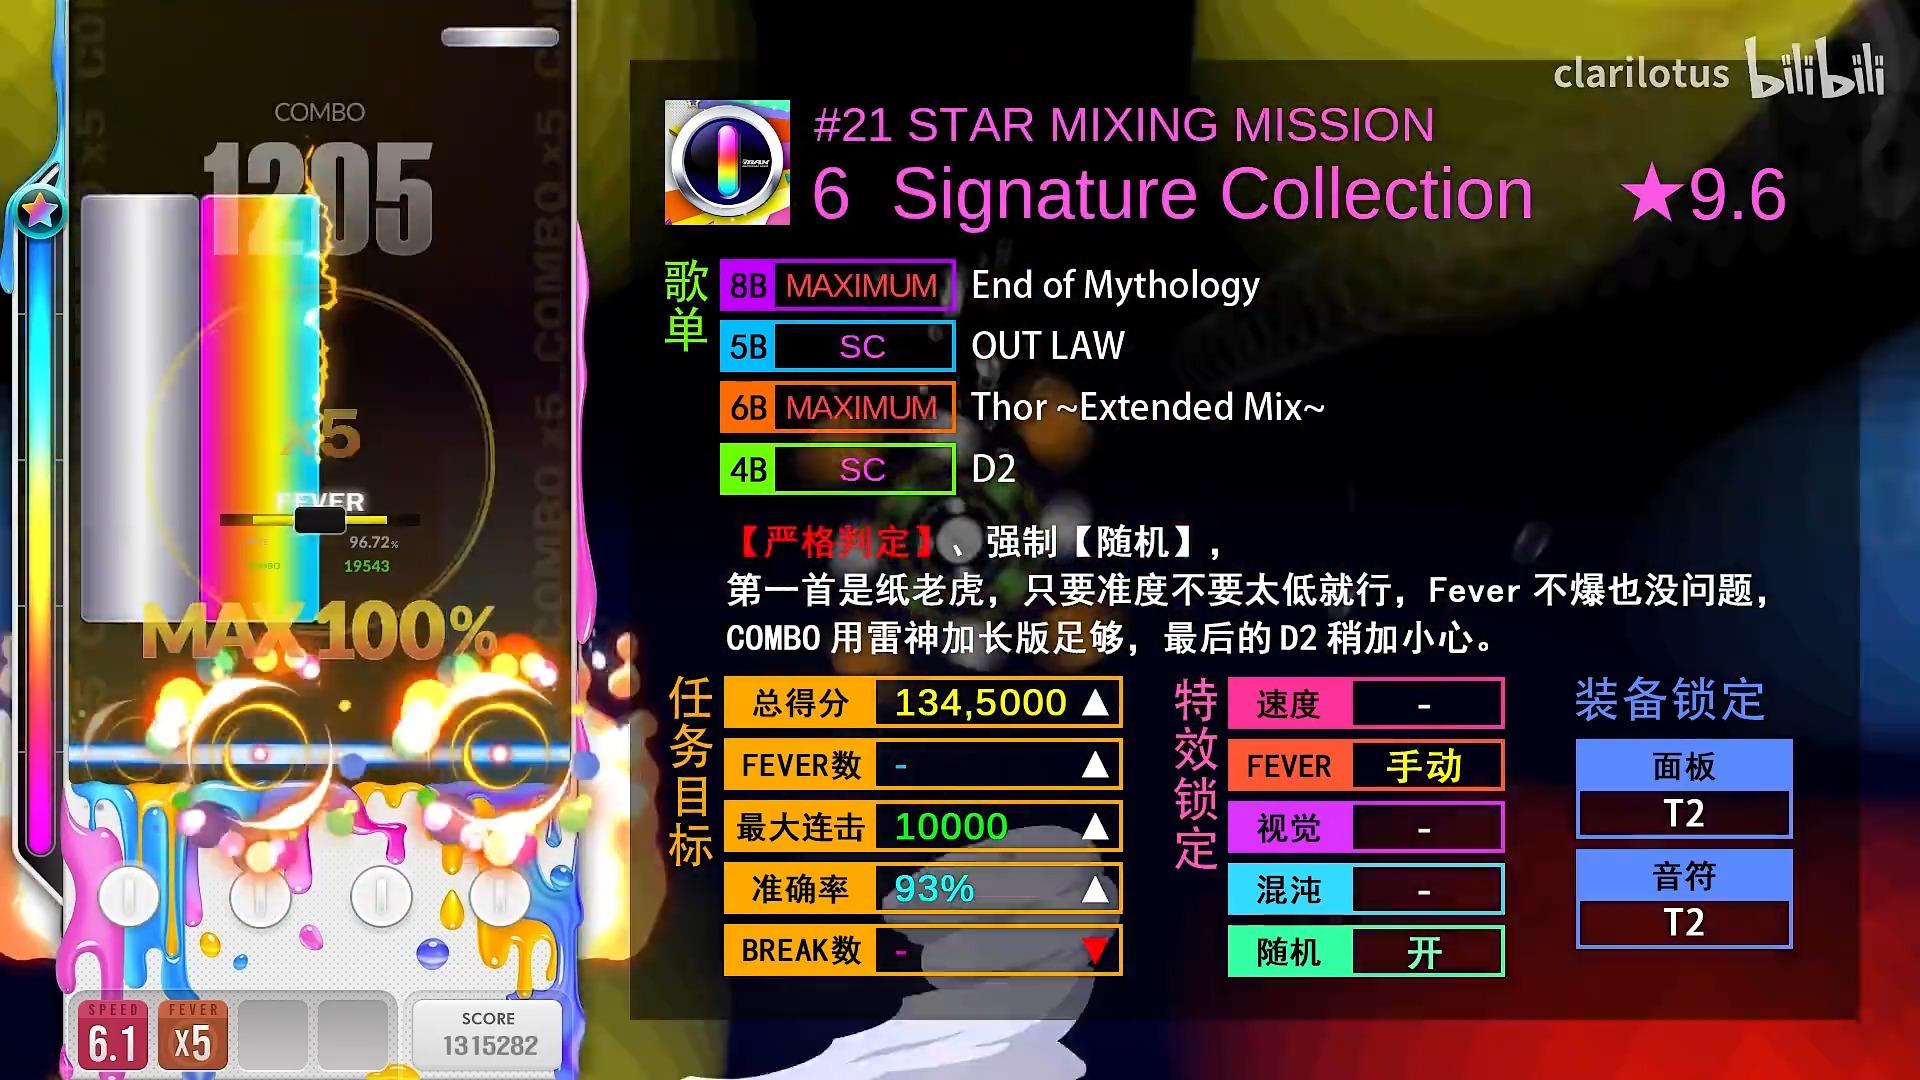 clarilotus bilibili
COMBO
1205
x5
FEVER
96.72%
19543
MAX 100%
SPEED
6.1
FEVER
x5
SCORE
1315282
#21 STAR MIXING MISSION
6 Signature Collection ★9.6
歌单
8B MAXIMUM End of Mythology
5B SC OUT LAW
6B MAXIMUM Thor ~Extended Mix~
4B SC D2
【严格判定】、强制【随机】，
第一首是纸老虎，只要准度不要太低就行，Fever 不爆也没问题，
COMBO 用雷神加长版足够，最后的 D2 稍加小心。
任务目标
总得分 134,5000 ▲
FEVER数 - ▲
最大连击 10000 ▲
准确率 93% ▲
BREAK数 - ▼
特效锁定
速度 -
FEVER 手动
视觉 -
混沌 -
随机 开
装备锁定
面板
T2
音符
T2